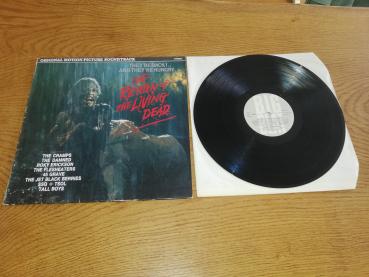 ORIGINAL MOTION PICTURE SOUNDTRACK
THEY'RE BACK!
AND THEY'RE HUNGRY
THE
RETURN OF
THE LIVING
DEAD
THE CRAMPS
THE DAMNED
ROKY ERICKSON
THE FLESHEATERS
45 GRAVE
THE JET BLACK BERRIES
SSQ ✪ TSOL
TALL BOYS
BIG